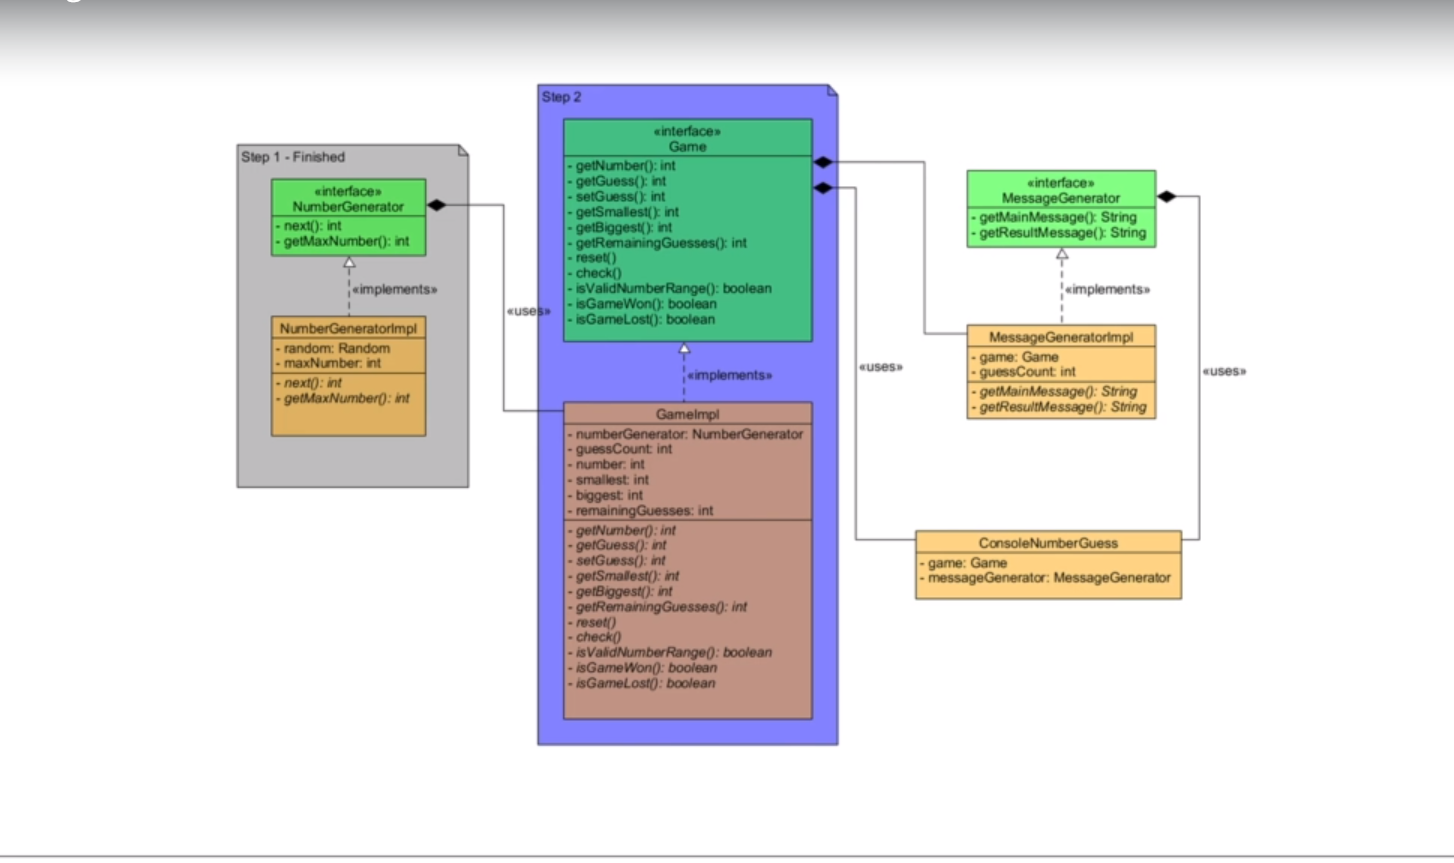 Step 1 - Finished
«interface»
NumberGenerator
- next(): int
- getMaxNumber(): int
«implements»
NumberGeneratorImpl
- random: Random
- maxNumber: int
- next(): int
- getMaxNumber(): int
«uses»
Step 2
«interface»
Game
- getNumber(): int
- getGuess(): int
- setGuess(): int
- getSmallest(): int
- getBiggest(): int
- getRemainingGuesses(): int
- reset()
- check()
- isValidNumberRange(): boolean
- isGameWon(): boolean
- isGameLost(): boolean
«implements»
GameImpl
- numberGenerator: NumberGenerator
- guessCount: int
- number: int
- smallest: int
- biggest: int
- remainingGuesses: int
- getNumber(): int
- getGuess(): int
- setGuess(): int
- getSmallest(): int
- getBiggest(): int
- getRemainingGuesses(): int
- reset()
- check()
- isValidNumberRange(): boolean
- isGameWon(): boolean
- isGameLost(): boolean
«uses»
«interface»
MessageGenerator
- getMainMessage(): String
- getResultMessage(): String
«implements»
MessageGeneratorImpl
- game: Game
- guessCount: int
- getMainMessage(): String
- getResultMessage(): String
«uses»
ConsoleNumberGuess
- game: Game
- messageGenerator: MessageGenerator